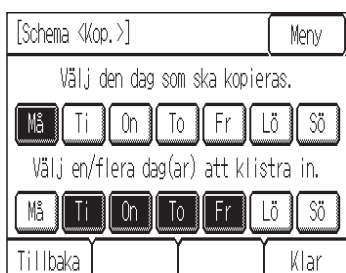 [Schema <Kop.>] Meny
Välj den dag som ska kopieras.
Må Ti On To Fr Lö Sö
Välj en/flera dag(ar) att klistra in.
Må Ti On To Fr Lö Sö
Tillbaka Klar